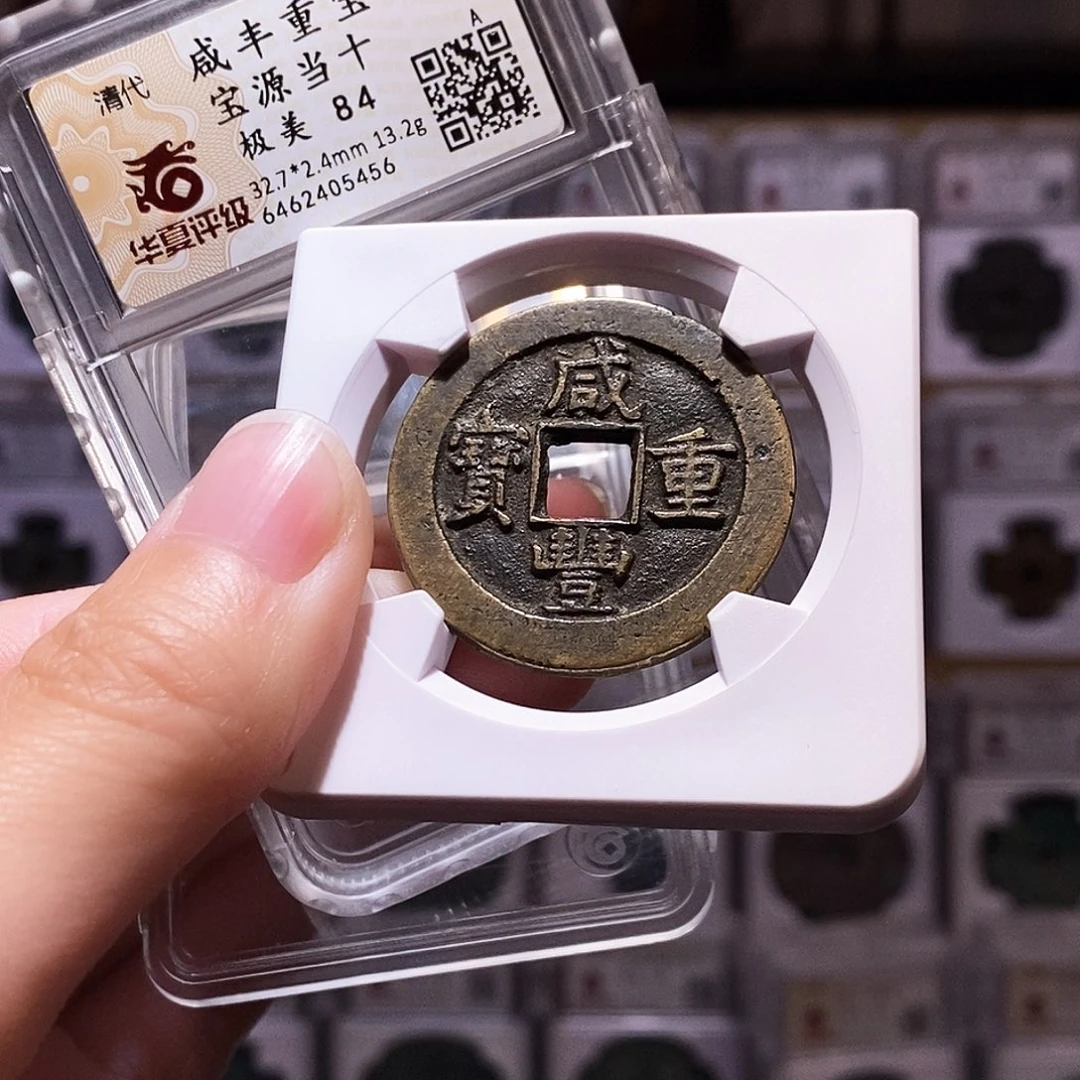 清代
咸丰重宝
宝源当十
极美 84
32.7*2.4mm 13.2g
6462405456
华夏评级
A
咸
豐
重
寶